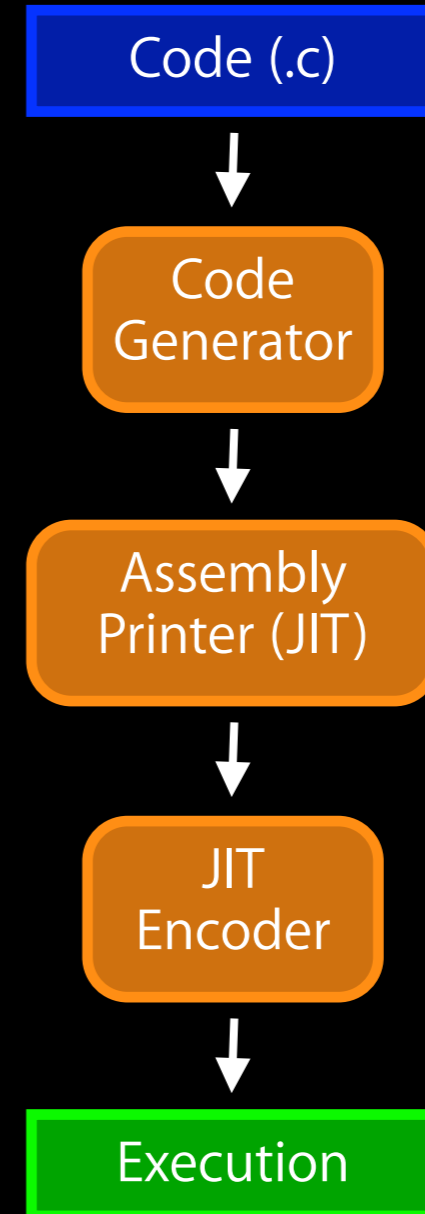 Code (.c)
Code
Generator
Assembly
Printer (JIT)
JIT
Encoder
Execution